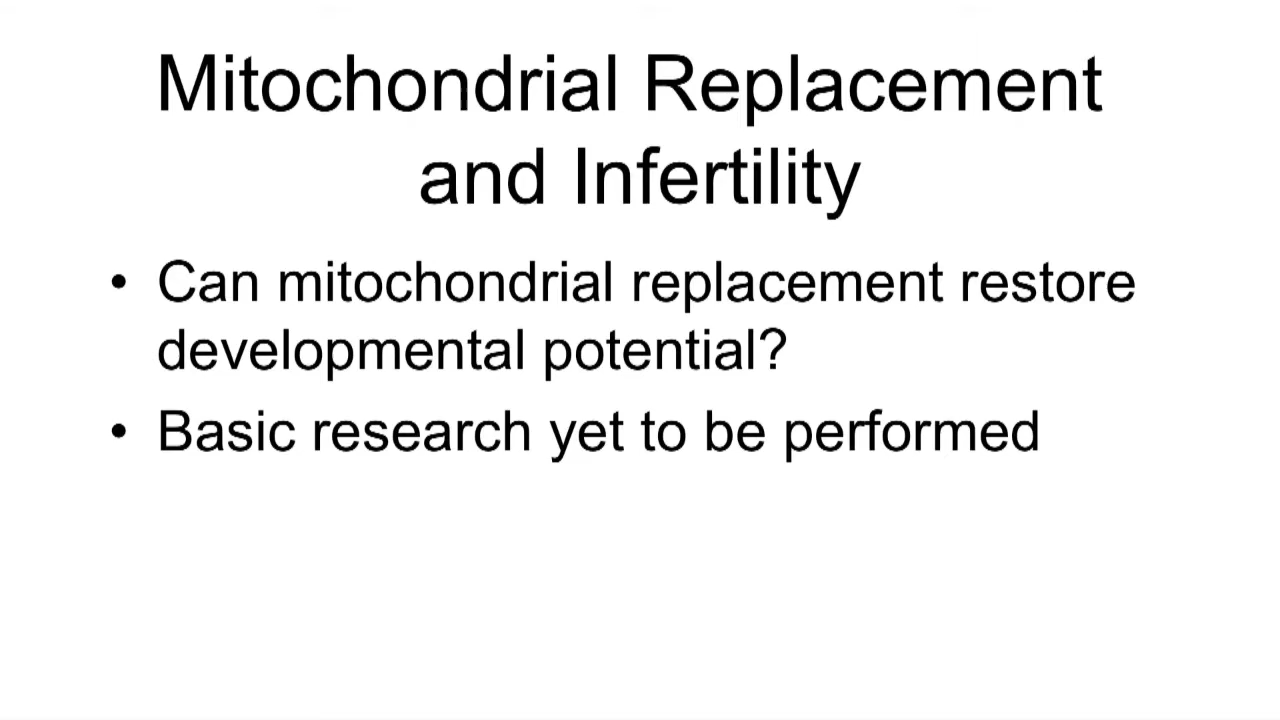 Mitochondrial Replacement
and Infertility
• Can mitochondrial replacement restore
developmental potential?
• Basic research yet to be performed